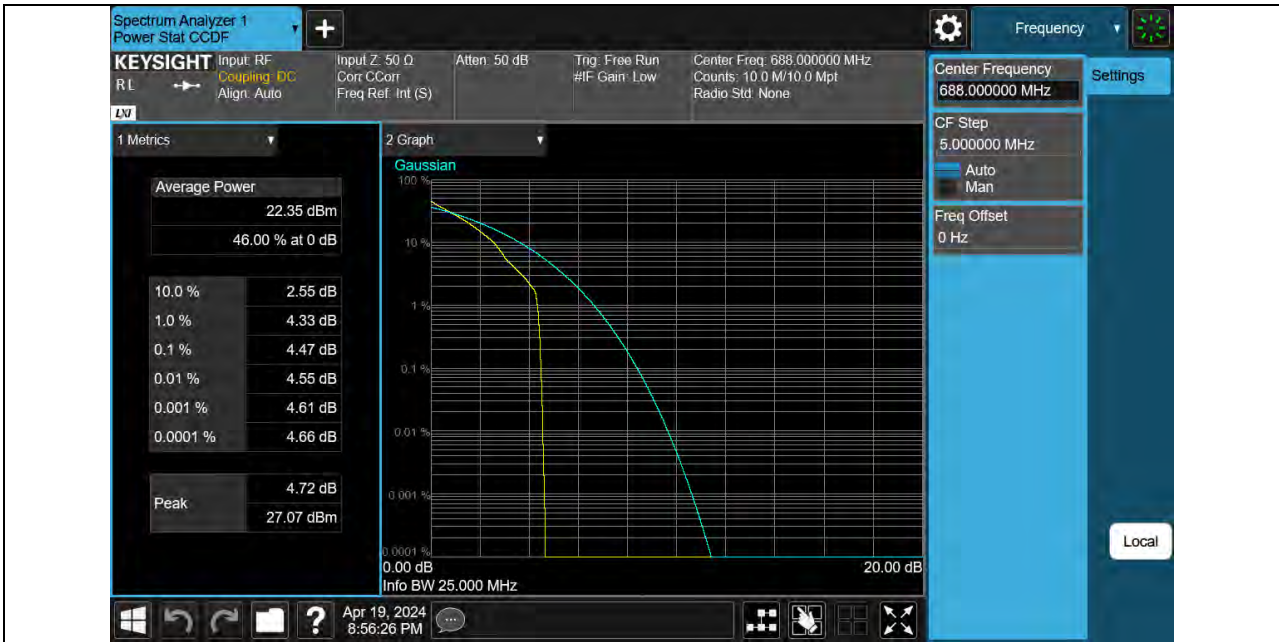 Spectrum Analyzer 1
Power Stat CCDF
Frequency
KEYSIGHT
RL
LXI
Input: RF
Coupling: DC
Align: Auto
Input Z: 50 Ω
Corr CCorr
Freq Ref: Int (S)
Atten: 50 dB
Trig: Free Run
#IF Gain: Low
Center Freq: 688.000000 MHz
Counts: 10.0 M/10.0 Mpt
Radio Std: None
Center Frequency
688.000000 MHz
Settings
CF Step
5.000000 MHz
Auto
Man
Freq Offset
0 Hz
1 Metrics
Average Power
22.35 dBm
46.00 % at 0 dB
10.0 % 2.55 dB
1.0 % 4.33 dB
0.1 % 4.47 dB
0.01 % 4.55 dB
0.001 % 4.61 dB
0.0001 % 4.66 dB
Peak
4.72 dB
27.07 dBm
2 Graph
Gaussian
100 %
10 %
1 %
0.1 %
0.01 %
0.001 %
0.0001 %
0.00 dB 20.00 dB
Info BW 25.000 MHz
Local
?
Apr 19, 2024
8:56:26 PM